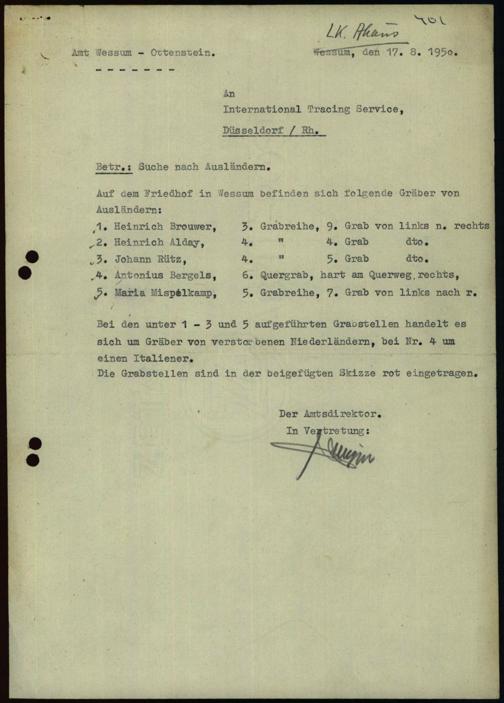 401
LK. Ahaus
Amt Wessum - Ottenstein. Wessum, den 17. 8. 1950.
- - - - - - -
An
International Tracing Service,
Düsseldorf / Rh.
Betr.: Suche nach Ausländern.
Auf dem Friedhof in Wessum befinden sich folgende Gräber von
Ausländern:
1. Heinrich Brouwer, 3. Grabreihe, 9. Grab von links n. rechts
2. Heinrich Alday, 4. " 4. Grab dto.
3. Johann Rütz, 4. " 5. Grab dto.
4. Antonius Bergols, 6. Quergrab, hart am Querweg rechts,
5. Maria Mispelkamp, 5. Grabreihe, 7. Grab von links nach r.
Bei den unter 1 - 3 und 5 aufgeführten Grabstellen handelt es
sich um Gräber von verstorbenen Niederländern, bei Nr. 4 um
einen Italiener.
Die Grabstellen sind in der beigefügten Skizze rot eingetragen.
Der Amtsdirektor.
In Vertretung: